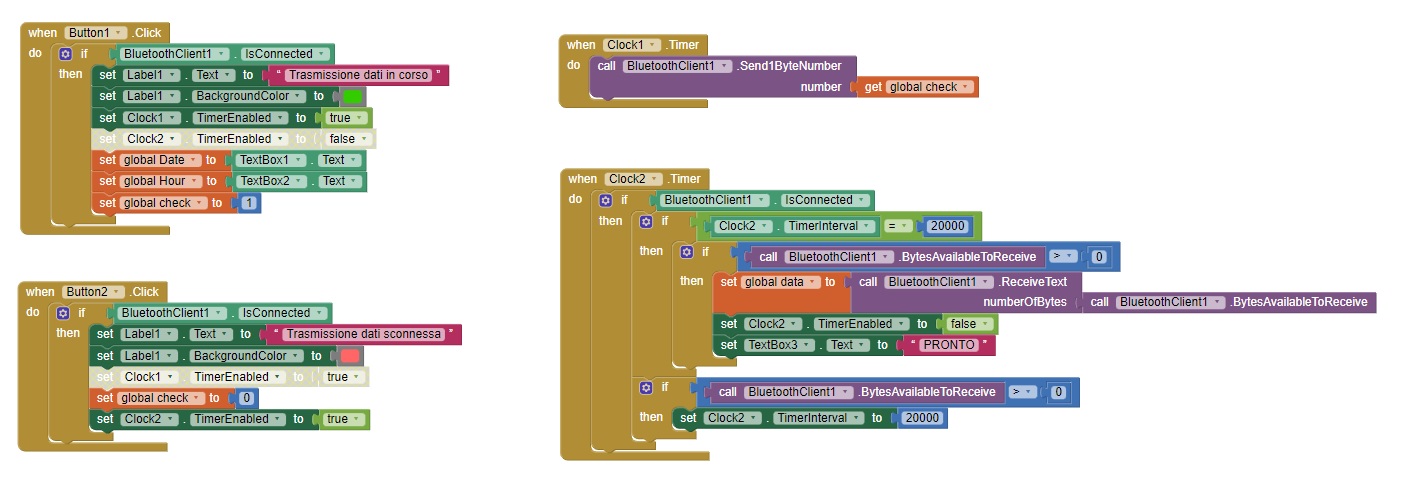 when Button1 .Click
do if BluetoothClient1 . IsConnected
then set Label1 . Text to " Trasmissione dati in corso "
set Label1 . BackgroundColor to
set Clock1 . TimerEnabled to true
set Clock2 . TimerEnabled to false
set global Date to TextBox1 . Text
set global Hour to TextBox2 . Text
set global check to 1
when Button2 .Click
do if BluetoothClient1 . IsConnected
then set Label1 . Text to " Trasmissione dati sconnessa "
set Label1 . BackgroundColor to
set Clock1 . TimerEnabled to true
set global check to 0
set Clock2 . TimerEnabled to true
when Clock1 .Timer
do call BluetoothClient1 .Send1ByteNumber
number get global check
when Clock2 .Timer
do if BluetoothClient1 . IsConnected
then if Clock2 . TimerInterval = 20000
then if call BluetoothClient1 .BytesAvailableToReceive > 0
then set global data to call BluetoothClient1 .ReceiveText
numberOfBytes call BluetoothClient1 .BytesAvailableToReceive
set Clock2 . TimerEnabled to false
set TextBox3 . Text to " PRONTO "
if call BluetoothClient1 .BytesAvailableToReceive > 0
then set Clock2 . TimerInterval to 20000